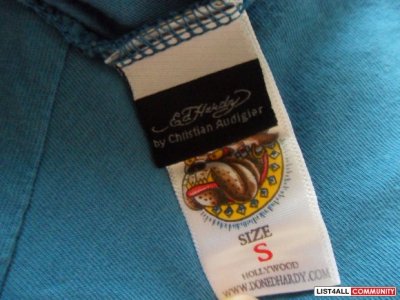 Ed Hardy
by Christian Audigier
SIZE
S
HOLLYWOOD
WWW.DONEDHARDY.COM
LIST4ALL COMMUNITY